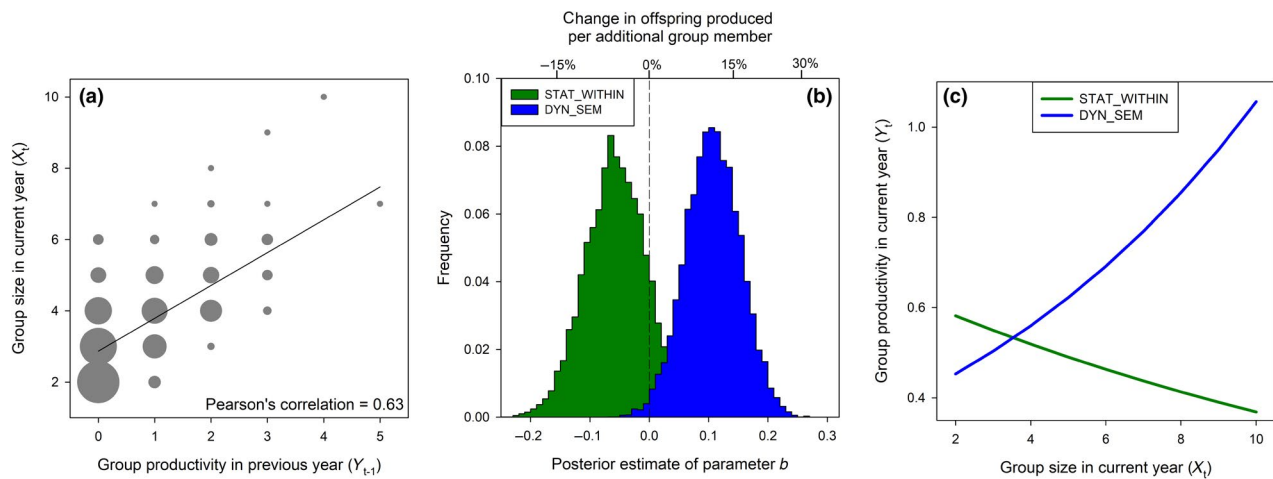 (a)
10
8
6
4
2
Group size in current year (Xt)
Pearson's correlation = 0.63
0 1 2 3 4 5
Group productivity in previous year (Yt-1)
Change in offspring produced
per additional group member
–15% 0% 15% 30%
(b)
STAT_WITHIN
DYN_SEM
0.10
0.08
0.06
0.04
0.02
0.00
Frequency
−0.2 −0.1 0.0 0.1 0.2 0.3
Posterior estimate of parameter b
(c)
STAT_WITHIN
DYN_SEM
1.0
0.8
0.6
0.4
Group productivity in current year (Yt)
2 4 6 8 10
Group size in current year (Xt)